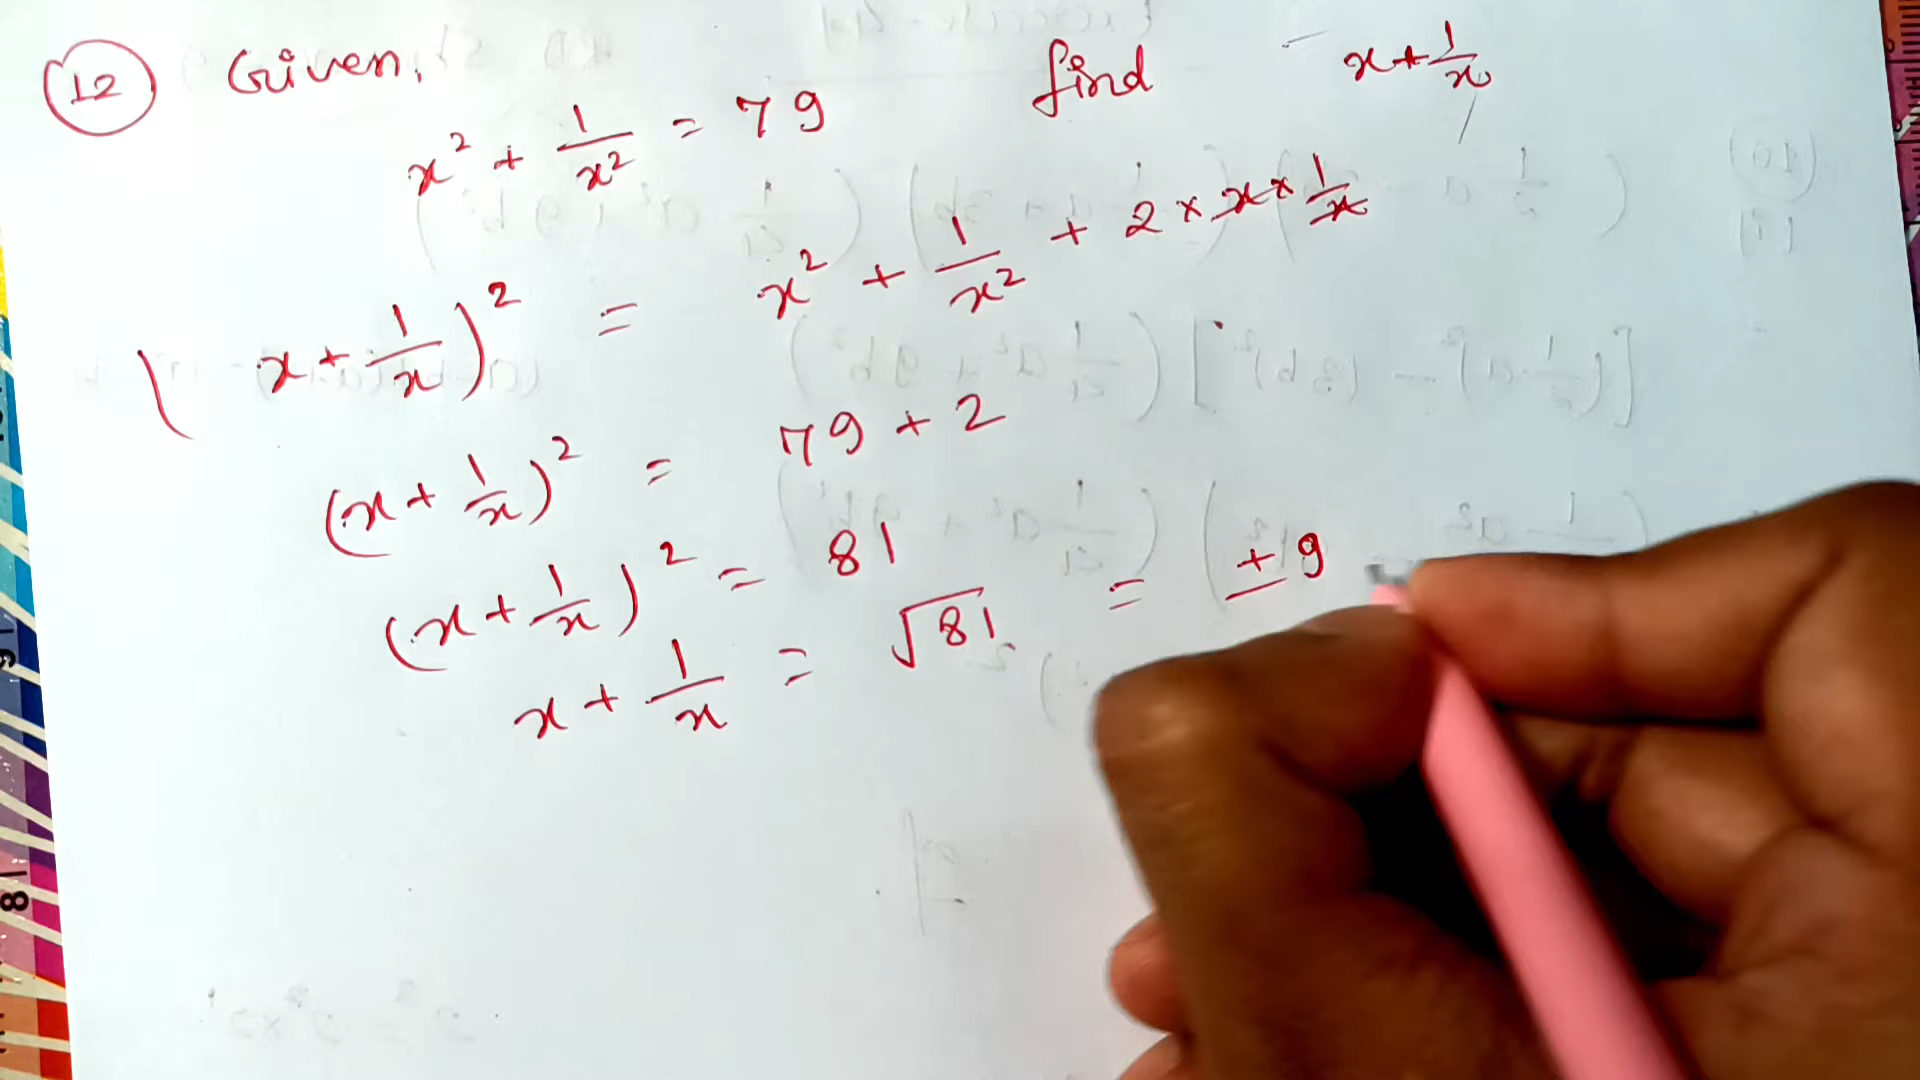 12 Given, find x + 1/x
x² + 1/x² = 79
(x + 1/x)² = x² + 1/x² + 2 × x × 1/x
(x + 1/x)² = 79 + 2
(x + 1/x)² = 81
x + 1/x = √81 = ±9